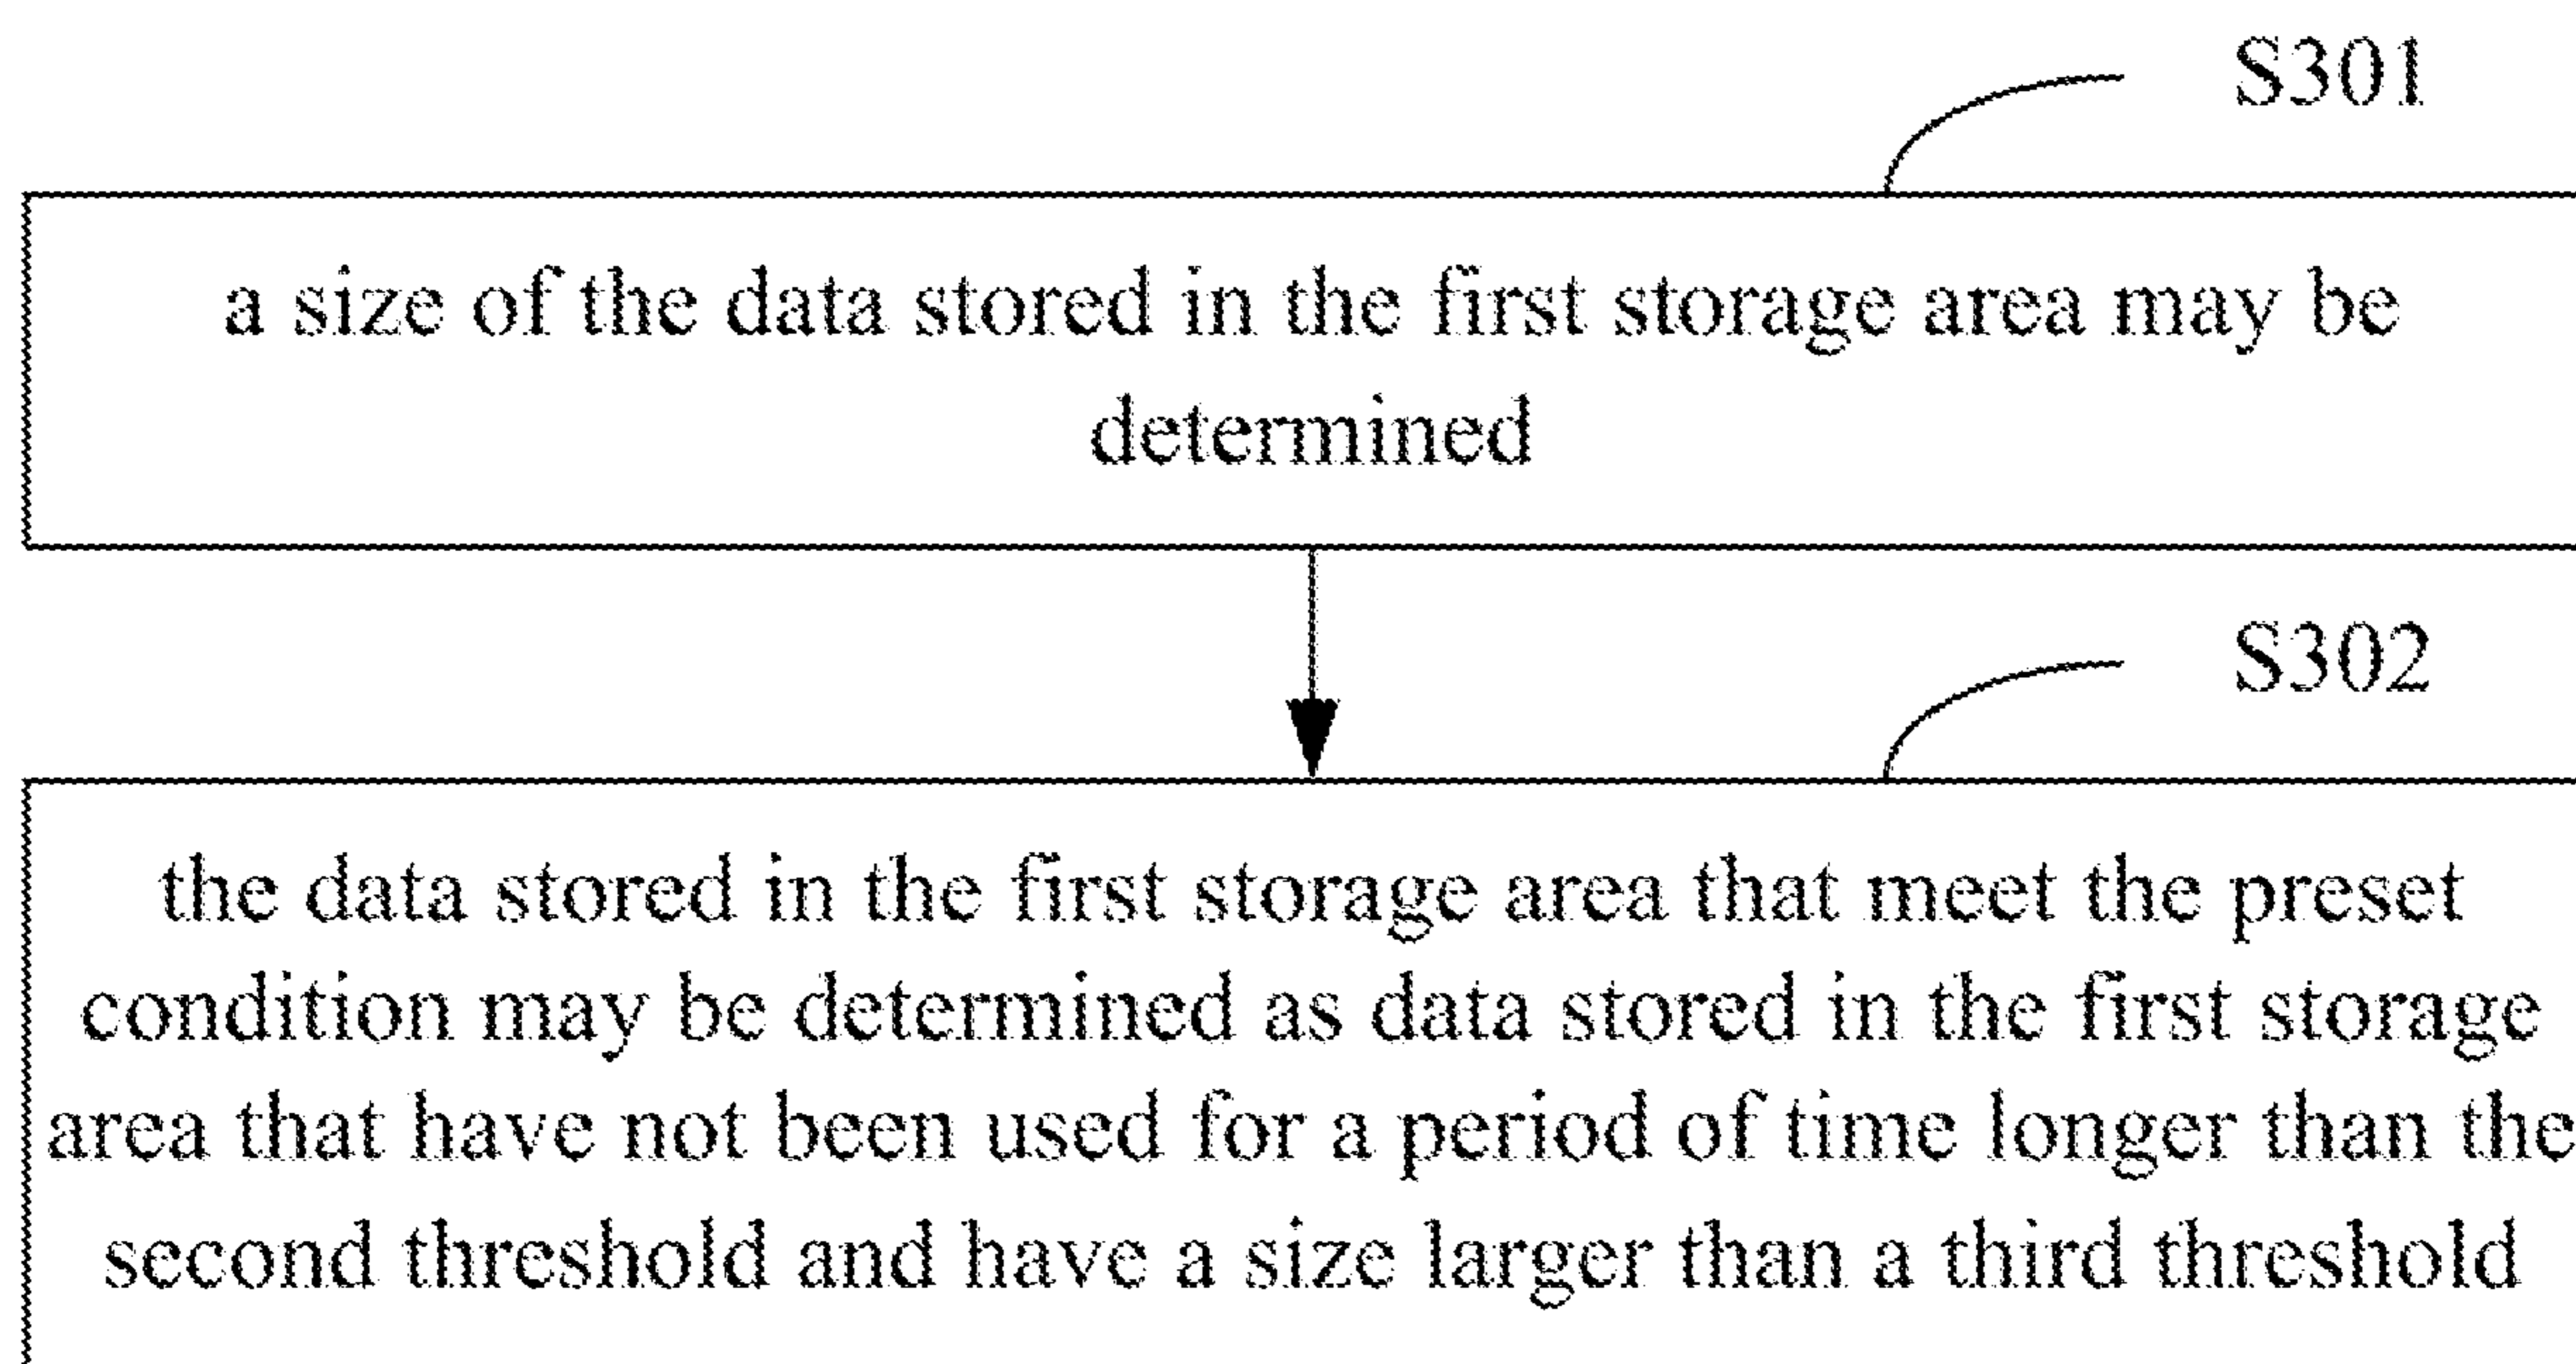 S301
a size of the data stored in the first storage area may be
determined
S302
the data stored in the first storage area that meet the preset
condition may be determined as data stored in the first storage
area that have not been used for a period of time longer than the
second threshold and have a size larger than a third threshold